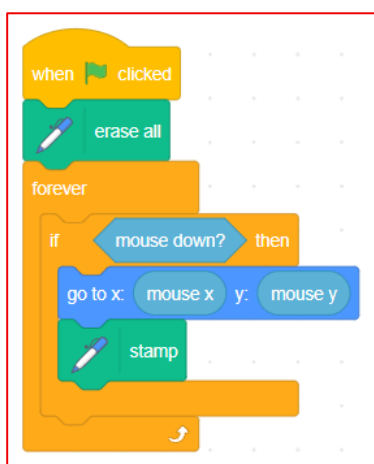 when clicked
erase all
forever
if mouse down? then
go to x: mouse x y: mouse y
stamp